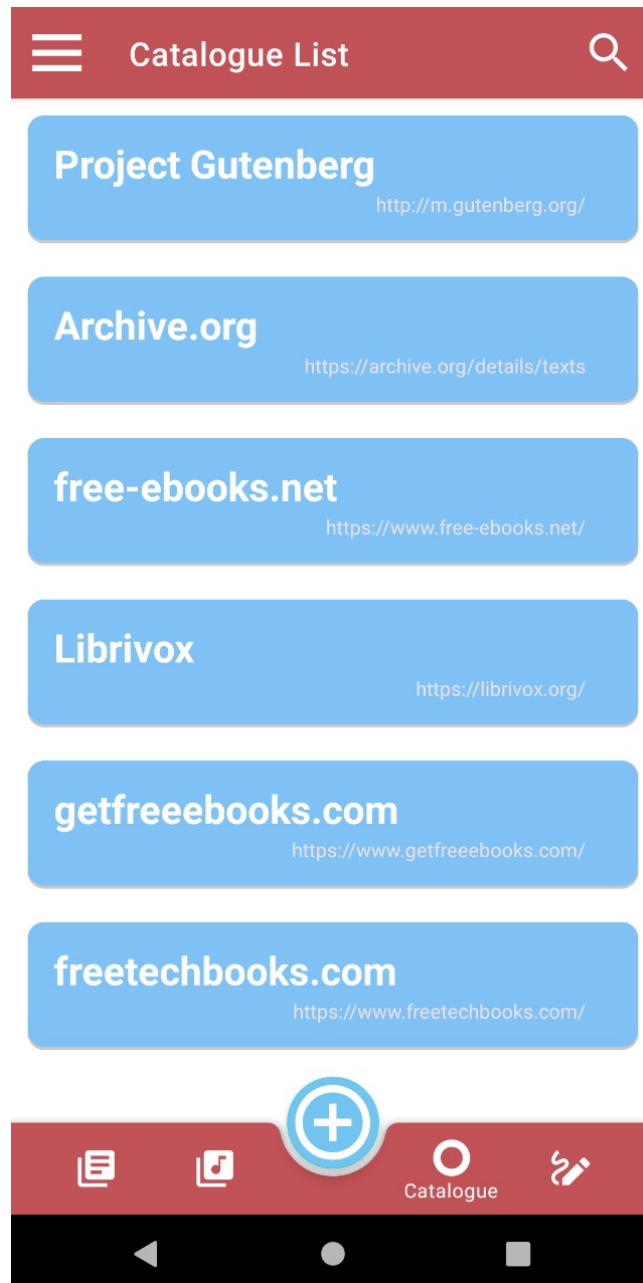 Catalogue List
Project Gutenberg
http://m.gutenberg.org/
Archive.org
https://archive.org/details/texts
free-ebooks.net
https://www.free-ebooks.net/
Librivox
https://librivox.org/
getfreeebooks.com
https://www.getfreeebooks.com/
freetechbooks.com
https://www.freetechbooks.com/
Catalogue